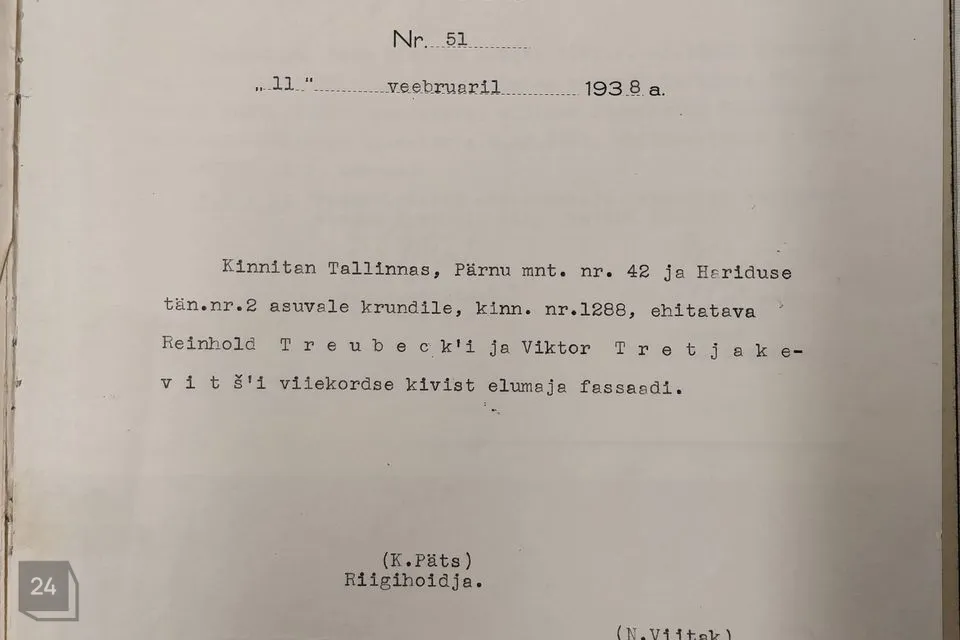 Nr. 51
„ 11 " veebruaril 1938 a.
Kinnitan Tallinnas, Pärnu mnt. nr. 42 ja Hariduse
tän.nr.2 asuvale krundile, kinn. nr.1288, ehitatava
Reinhold T r e u b e c k'i ja Viktor T r e t j a k e-
v i t š'i viiekordse kivist elumaja fassaadi.
(K.Päts)
Riigihoidja.
(N.Viitak)
24